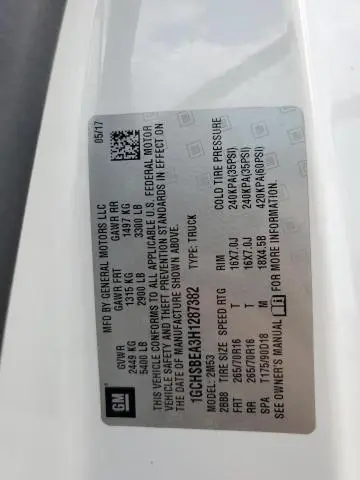 GM
MFD BY GENERAL MOTORS LLC 05/17
GVWR GAWR FRT GAWR RR
2449 KG 1315 KG 1497 KG
5400 LB 2900 LB 3300 LB
THIS VEHICLE CONFORMS TO ALL APPLICABLE U.S. FEDERAL MOTOR
VEHICLE SAFETY AND THEFT PREVENTION STANDARDS IN EFFECT ON
THE DATE OF MANUFACTURE SHOWN ABOVE.
1GCHSBEA3H1287382 TYPE: TRUCK
MODEL: 2M53
2BB8 TIRE SIZE SPEED RTG RIM COLD TIRE PRESSURE
FRT 265/70R16 T 16X7.0J 240KPA(35PSI)
RR 265/70R16 T 16X7.0J 240KPA(35PSI)
SPA T175/90D18 M 18X4.5B 420KPA(60PSI)
SEE OWNER'S MANUAL FOR MORE INFORMATION.